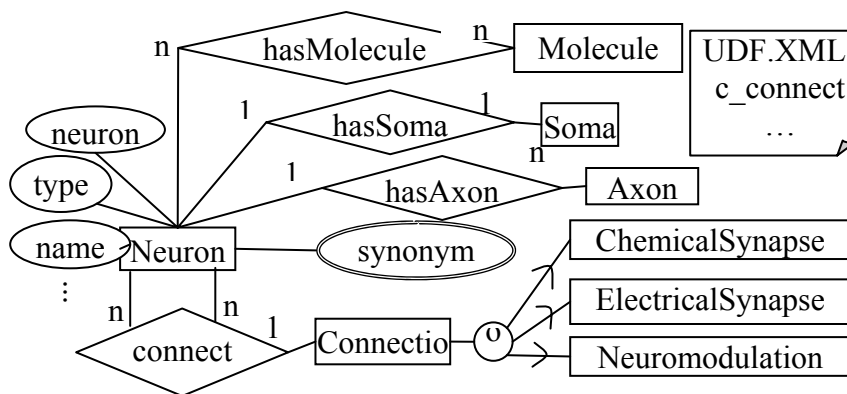 n
hasMolecule
n
Molecule
UDF.XML
c_connect
…
neuron
1
hasSoma
1
Soma
type
1
hasAxon
n
Axon
name
Neuron
synonym
ChemicalSynapse
…
n
n
connect
1
Connectio
o
ElectricalSynapse
Neuromodulation